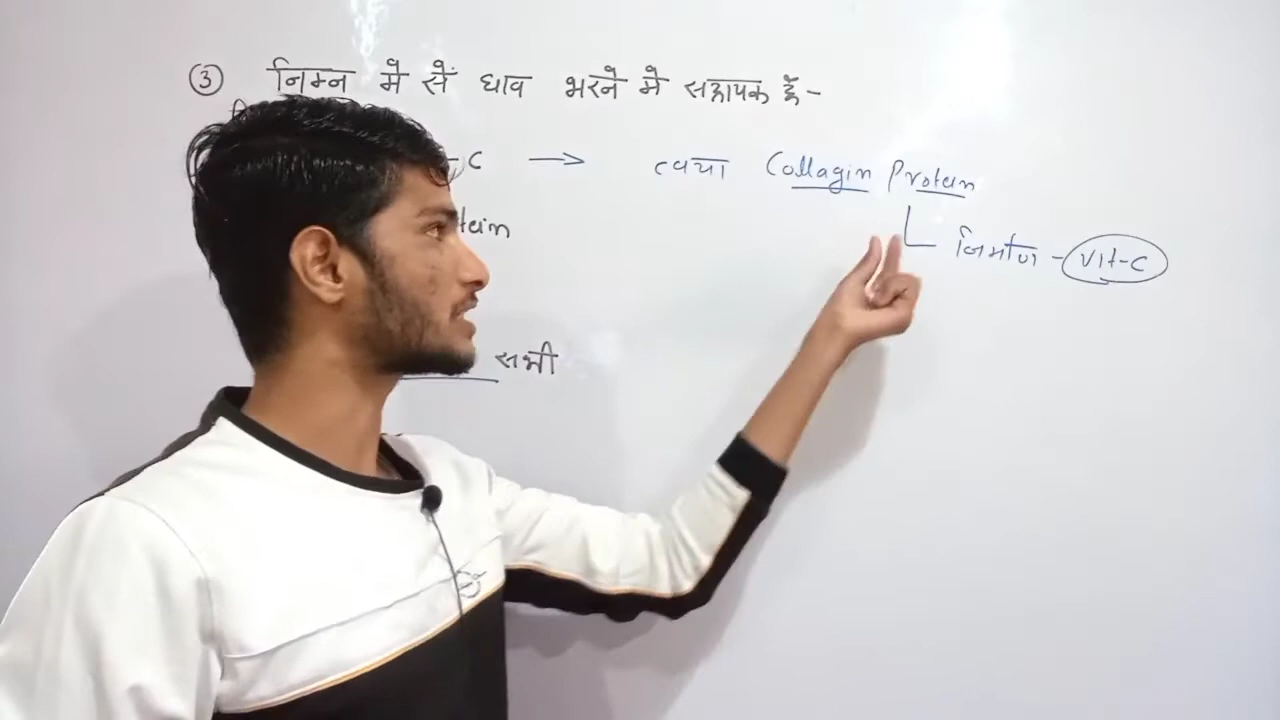 ③ निम्न मे से घाव भरने मे सहायक हैं-
C → त्वचा Collagin Protein
tein
निर्माण - Vit-C
सभी